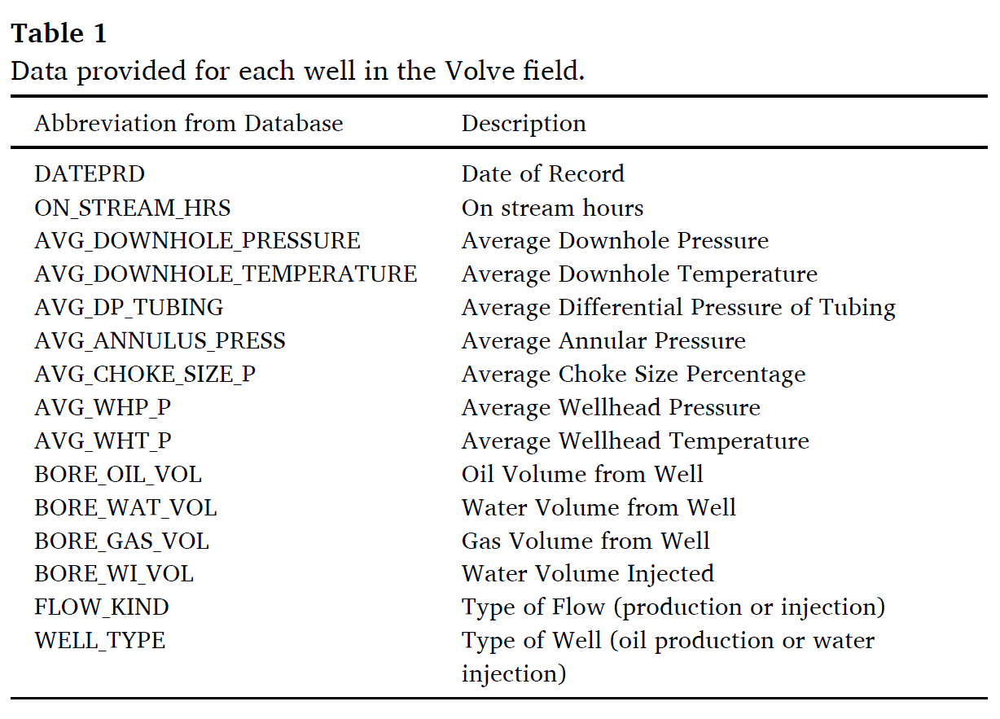 Table 1
Data provided for each well in the Volve field.
Abbreviation from Database Description
DATEPRD Date of Record
ON_STREAM_HRS On stream hours
AVG_DOWNHOLE_PRESSURE Average Downhole Pressure
AVG_DOWNHOLE_TEMPERATURE Average Downhole Temperature
AVG_DP_TUBING Average Differential Pressure of Tubing
AVG_ANNULUS_PRESS Average Annular Pressure
AVG_CHOKE_SIZE_P Average Choke Size Percentage
AVG_WHP_P Average Wellhead Pressure
AVG_WHT_P Average Wellhead Temperature
BORE_OIL_VOL Oil Volume from Well
BORE_WAT_VOL Water Volume from Well
BORE_GAS_VOL Gas Volume from Well
BORE_WI_VOL Water Volume Injected
FLOW_KIND Type of Flow (production or injection)
WELL_TYPE Type of Well (oil production or water
injection)